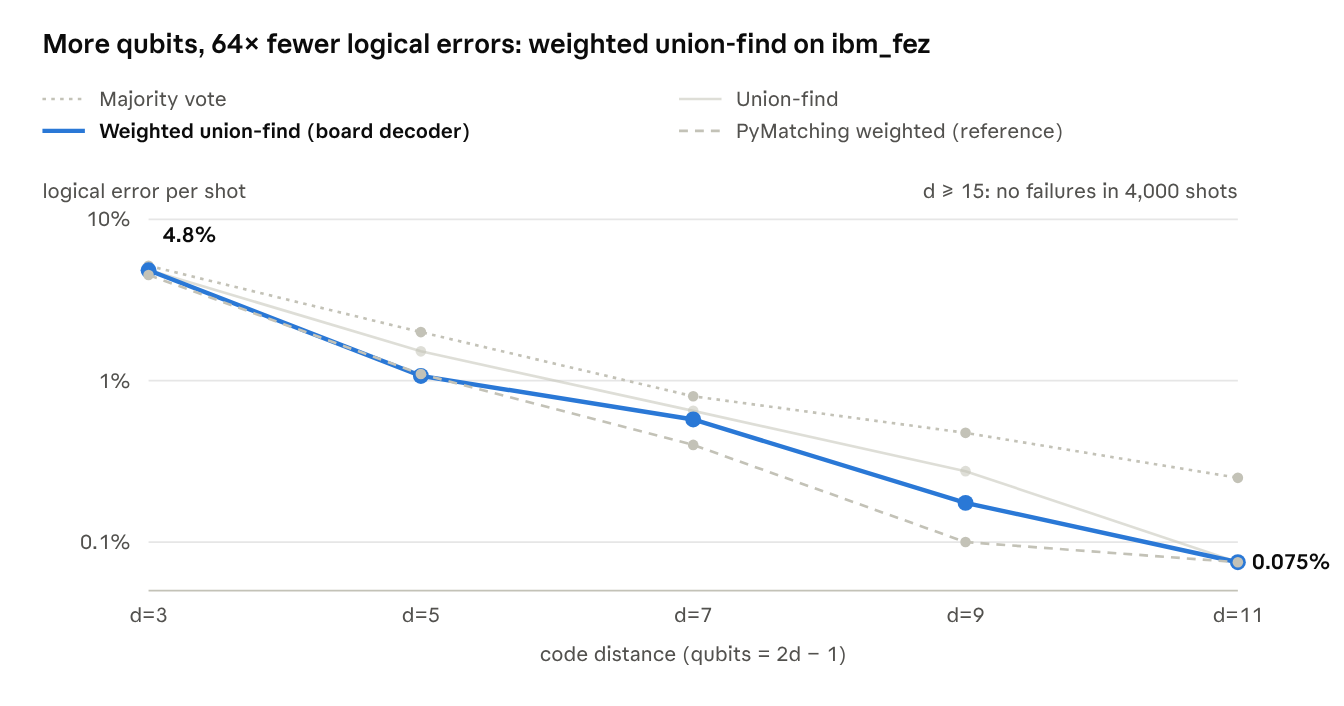 More qubits, 64× fewer logical errors: weighted union-find on ibm_fez
Majority vote
Union-find
Weighted union-find (board decoder)
PyMatching weighted (reference)
logical error per shot
d ≥ 15: no failures in 4,000 shots
10%
4.8%
1%
0.1%
0.075%
d=3
d=5
d=7
d=9
d=11
code distance (qubits = 2d − 1)